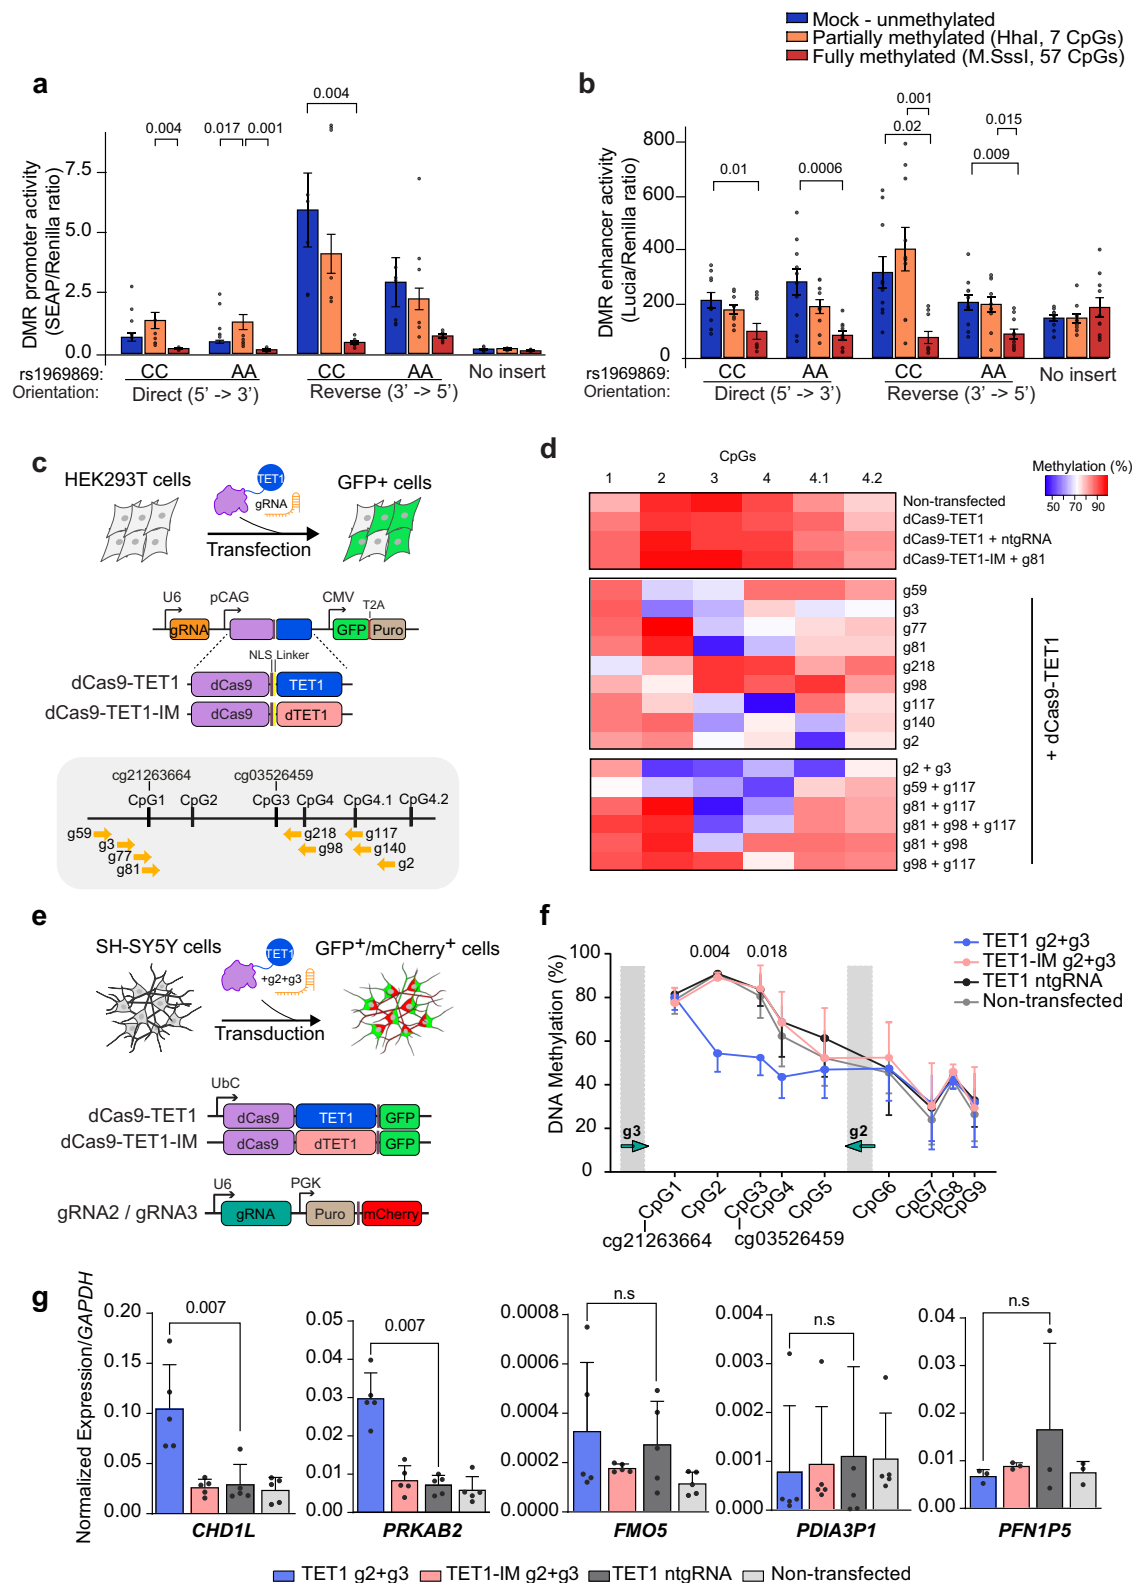 Mock - unmethylated
Partially methylated (HhaI, 7 CpGs)
Fully methylated (M.SssI, 57 CpGs)
a
DMR promoter activity
(SEAP/Renilla ratio)
7.5
5.0
2.5
0.0
0.004
0.017
0.001
0.004
rs1969869:
CC
AA
CC
AA
No insert
Orientation:
Direct (5' -> 3')
Reverse (3' -> 5')
b
DMR enhancer activity
(Lucia/Renilla ratio)
800
600
400
200
0
0.01
0.0006
0.001
0.02
0.015
0.009
rs1969869:
CC
AA
CC
AA
No insert
Orientation:
Direct (5' -> 3')
Reverse (3' -> 5')
c
HEK293T cells
TET1
gRNA
Transfection
GFP+ cells
U6
pCAG
CMV
T2A
gRNA
GFP
Puro
NLS
Linker
dCas9-TET1
dCas9
TET1
dCas9-TET1-IM
dCas9
dTET1
cg21263664
cg03526459
CpG1
CpG2
CpG3
CpG4
CpG4.1
CpG4.2
g59
g3
g77
g81
g218
g98
g117
g140
g2
d
CpGs
1 2 3 4 4.1 4.2
Methylation (%)
50 70 90
Non-transfected
dCas9-TET1
dCas9-TET1 + ntgRNA
dCas9-TET1-IM + g81
g59
g3
g77
g81
g218
g98
g117
g140
g2
g2 + g3
g59 + g117
g81 + g117
g81 + g98 + g117
g81 + g98
g98 + g117
+ dCas9-TET1
e
SH-SY5Y cells
TET1
+g2+g3
Transduction
GFP+/mCherry+ cells
UbC
dCas9-TET1
dCas9
TET1
GFP
dCas9-TET1-IM
dCas9
dTET1
GFP
U6
PGK
gRNA2 / gRNA3
gRNA
Puro
mCherry
f
DNA Methylation (%)
100
80
60
40
20
0
0.004
0.018
g3
g2
TET1 g2+g3
TET1-IM g2+g3
TET1 ntgRNA
Non-transfected
CpG1
CpG2
CpG3
CpG4
CpG5
CpG6
CpG7
CpG8
CpG9
cg21263664
cg03526459
g
Normalized Expression/GAPDH
0.20
0.15
0.10
0.05
0.00
0.007
CHD1L
0.05
0.04
0.03
0.02
0.01
0.00
0.007
PRKAB2
0.0008
0.0006
0.0004
0.0002
0.0000
n.s
FMO5
0.004
0.003
0.002
0.001
0.000
n.s
PDIA3P1
0.04
0.03
0.02
0.01
0.00
n.s
PFN1P5
TET1 g2+g3
TET1-IM g2+g3
TET1 ntgRNA
Non-transfected